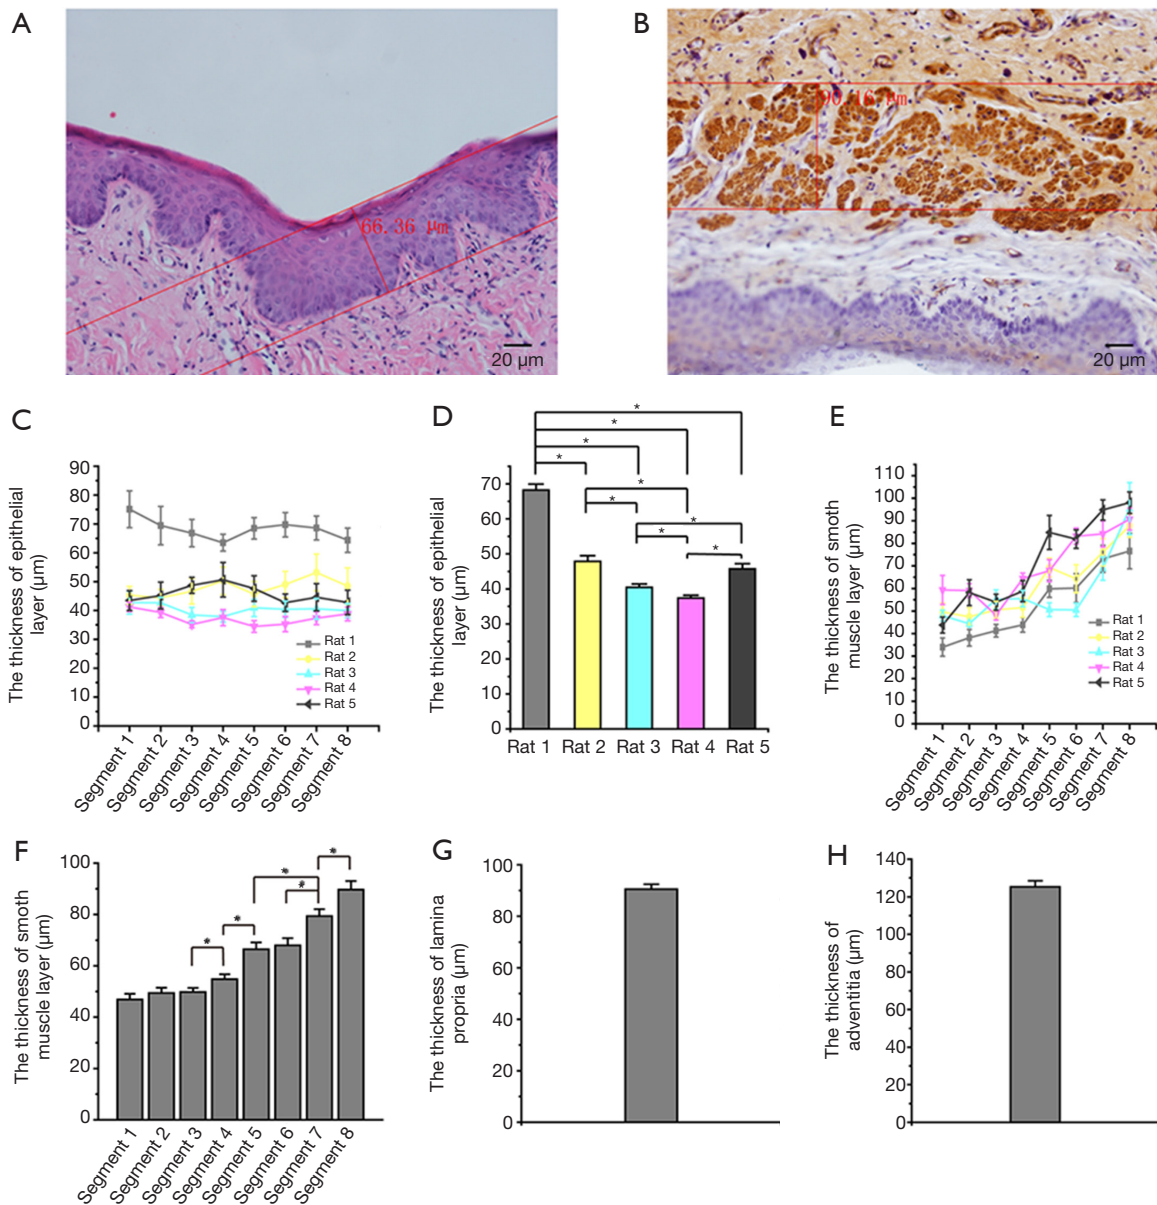 A
66.36 μm
20 μm
B
90.16 μm
20 μm
C
The thickness of epithelial
layer (μm)
90
80
70
60
50
40
30
20
10
0
Rat 1
Rat 2
Rat 3
Rat 4
Rat 5
Segment 1
Segment 2
Segment 3
Segment 4
Segment 5
Segment 6
Segment 7
Segment 8
D
The thickness of epithelial
layer (μm)
70
60
50
40
30
20
10
0
*
*
*
*
*
*
*
*
*
Rat 1 Rat 2 Rat 3 Rat 4 Rat 5
E
The thickness of smoth
muscle layer (μm)
110
100
90
80
70
60
50
40
30
20
10
0
Rat 1
Rat 2
Rat 3
Rat 4
Rat 5
Segment 1
Segment 2
Segment 3
Segment 4
Segment 5
Segment 6
Segment 7
Segment 8
F
The thickness of smoth
muscle layer (μm)
100
80
60
40
20
0
*
*
*
*
*
Segment 1
Segment 2
Segment 3
Segment 4
Segment 5
Segment 6
Segment 7
Segment 8
G
The thickness of lamina
propria (μm)
100
80
60
40
20
0
H
The thickness of
adventitia (μm)
140
120
100
80
60
40
20
0